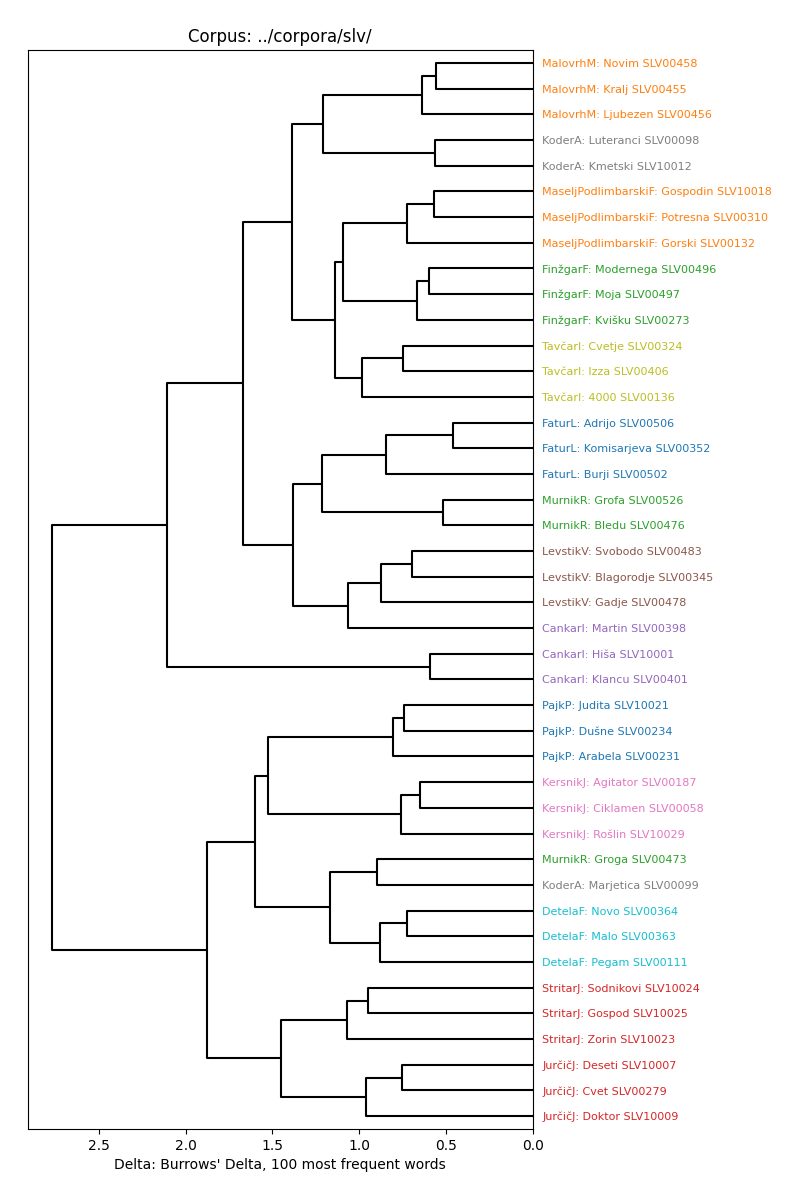 Corpus: ../corpora/slv/
MalovrhM: Novim SLV00458
MalovrhM: Kralj SLV00455
MalovrhM: Ljubezen SLV00456
KoderA: Luteranci SLV00098
KoderA: Kmetski SLV10012
MaseljPodlimbarskiF: Gospodin SLV10018
MaseljPodlimbarskiF: Potresna SLV00310
MaseljPodlimbarskiF: Gorski SLV00132
FinžgarF: Modernega SLV00496
FinžgarF: Moja SLV00497
FinžgarF: Kvišku SLV00273
TavčarI: Cvetje SLV00324
TavčarI: Izza SLV00406
TavčarI: 4000 SLV00136
FaturL: Adrijo SLV00506
FaturL: Komisarjeva SLV00352
FaturL: Burji SLV00502
MurnikR: Grofa SLV00526
MurnikR: Bledu SLV00476
LevstikV: Svobodo SLV00483
LevstikV: Blagorodje SLV00345
LevstikV: Gadje SLV00478
CankarI: Martin SLV00398
CankarI: Hiša SLV10001
CankarI: Klancu SLV00401
PajkP: Judita SLV10021
PajkP: Dušne SLV00234
PajkP: Arabela SLV00231
KersnikJ: Agitator SLV00187
KersnikJ: Ciklamen SLV00058
KersnikJ: Rošlin SLV10029
MurnikR: Groga SLV00473
KoderA: Marjetica SLV00099
DetelaF: Novo SLV00364
DetelaF: Malo SLV00363
DetelaF: Pegam SLV00111
StritarJ: Sodnikovi SLV10024
StritarJ: Gospod SLV10025
StritarJ: Zorin SLV10023
JurčičJ: Deseti SLV10007
JurčičJ: Cvet SLV00279
JurčičJ: Doktor SLV10009
2.5 2.0 1.5 1.0 0.5 0.0
Delta: Burrows' Delta, 100 most frequent words